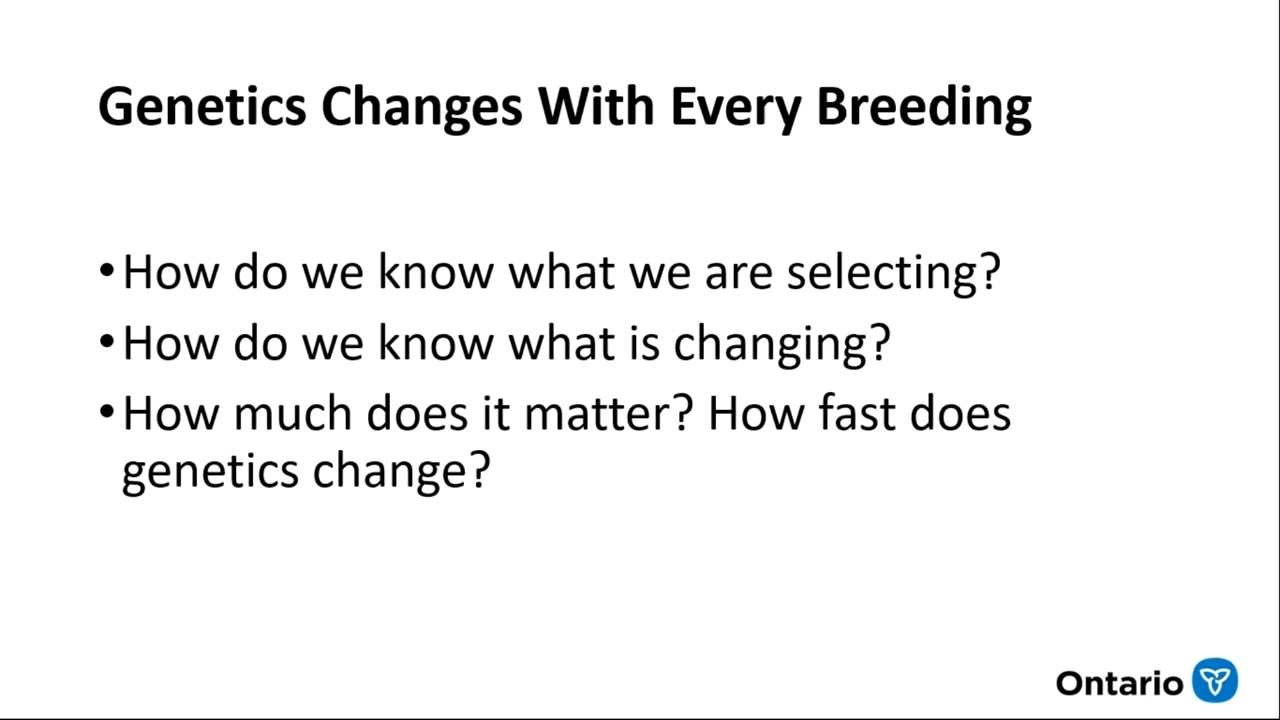 Genetics Changes With Every Breeding
•How do we know what we are selecting?
•How do we know what is changing?
•How much does it matter? How fast does
genetics change?
Ontario